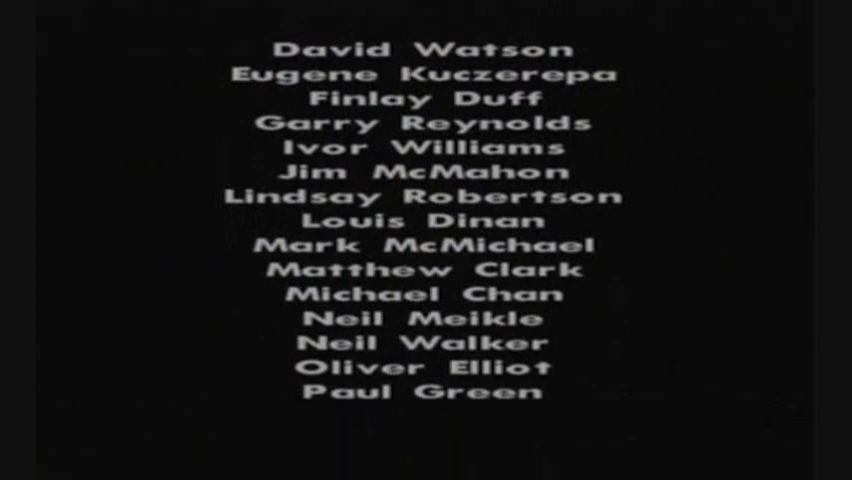 David Watson
Eugene Kuczerepa
Finlay Duff
Garry Reynolds
Ivor Williams
Jim McMahon
Lindsay Robertson
Louis Dinan
Mark McMichael
Matthew Clark
Michael Chan
Neil Meikle
Neil Walker
Oliver Elliot
Paul Green